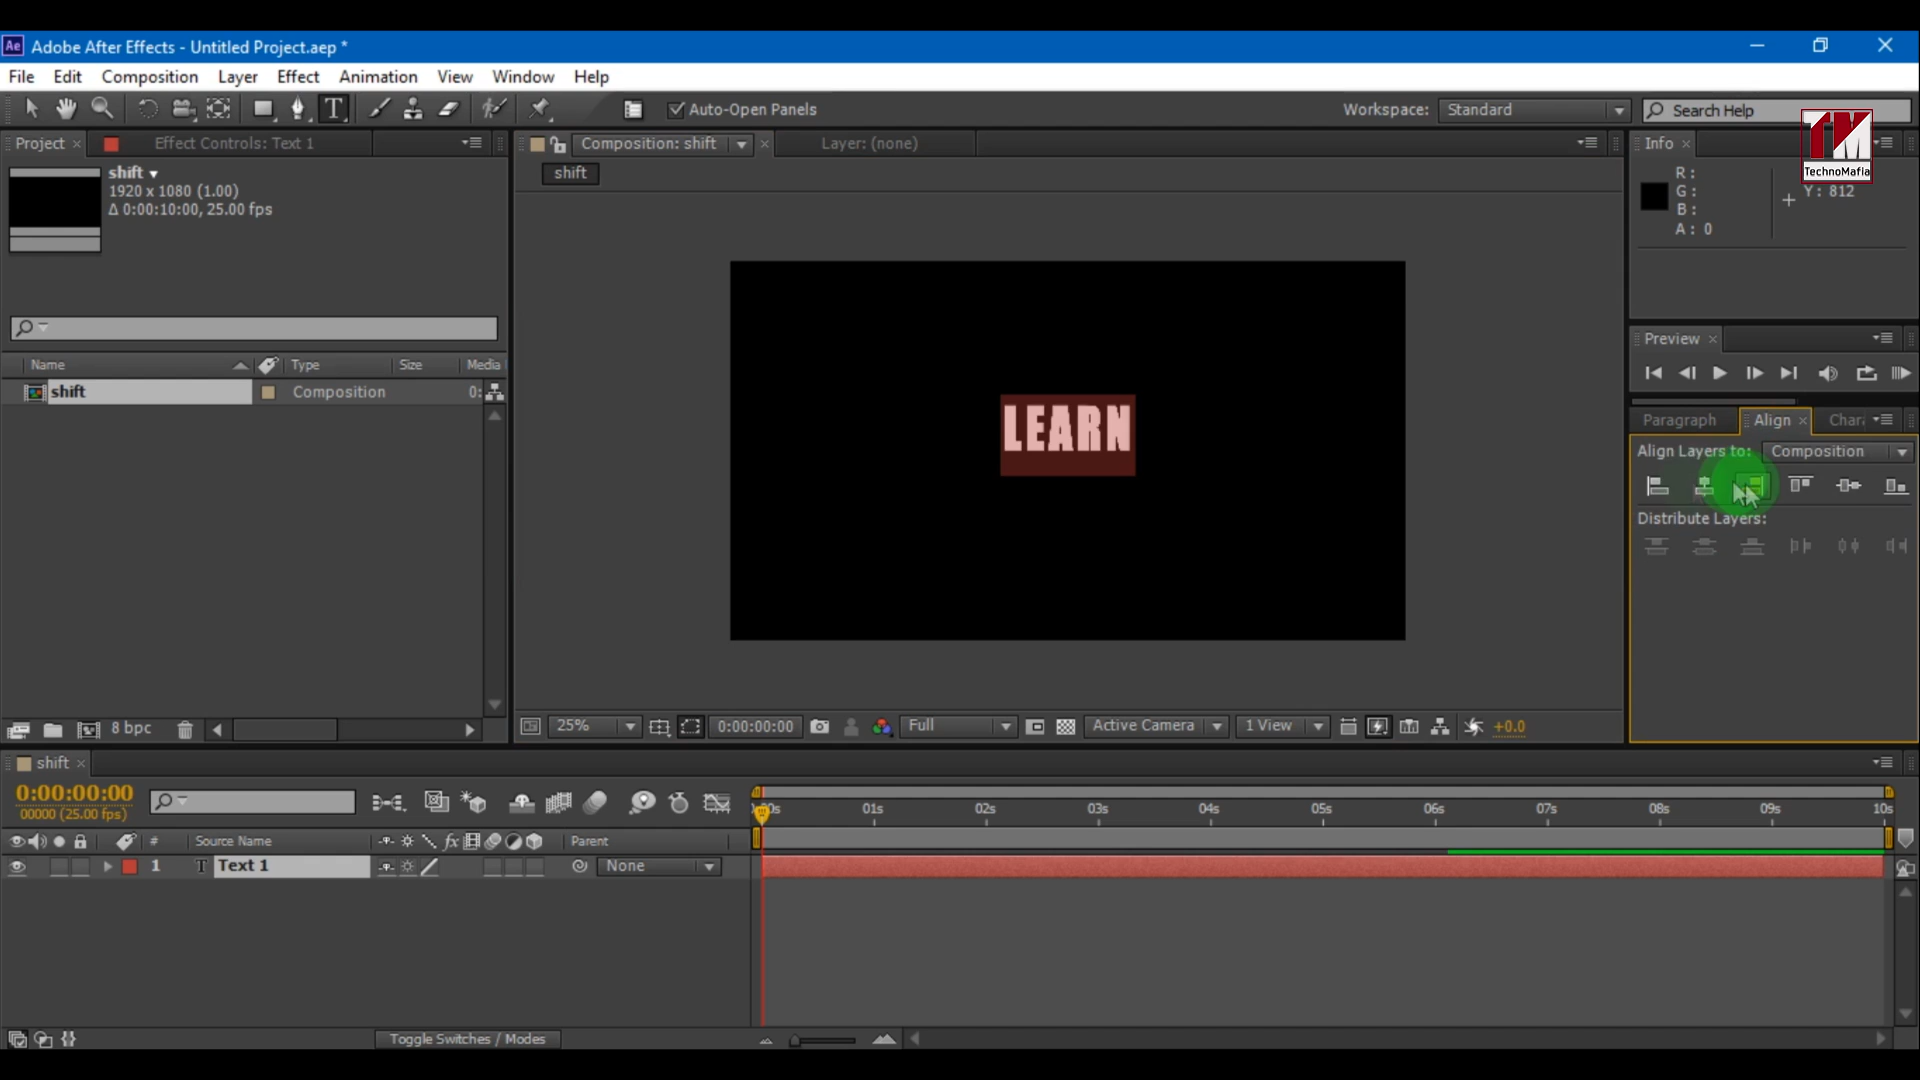 Ae Adobe After Effects - Untitled Project.aep *
File Edit Composition Layer Effect Animation View Window Help
T Auto-Open Panels Workspace: Standard Search Help
TM
TechnoMafia
Project × Effect Controls: Text 1
Composition: shift × Layer: (none)
Info ×
shift
1920 x 1080 (1.00)
Δ 0:00:10:00, 25.00 fps
shift
R:
G:
B:
A: 0
Y: 812
Preview ×
Name Type Size Media
shift Composition 0:
LEARN
Paragraph Align × Chara
Align Layers to: Composition
Distribute Layers:
8 bpc
25% 0:00:00:00 Full Active Camera 1 View +0.0
shift ×
0:00:00:00
00000 (25.00 fps)
01s 02s 03s 04s 05s 06s 07s 08s 09s 10s
# Source Name fx Parent
1 T Text 1 None
Toggle Switches / Modes